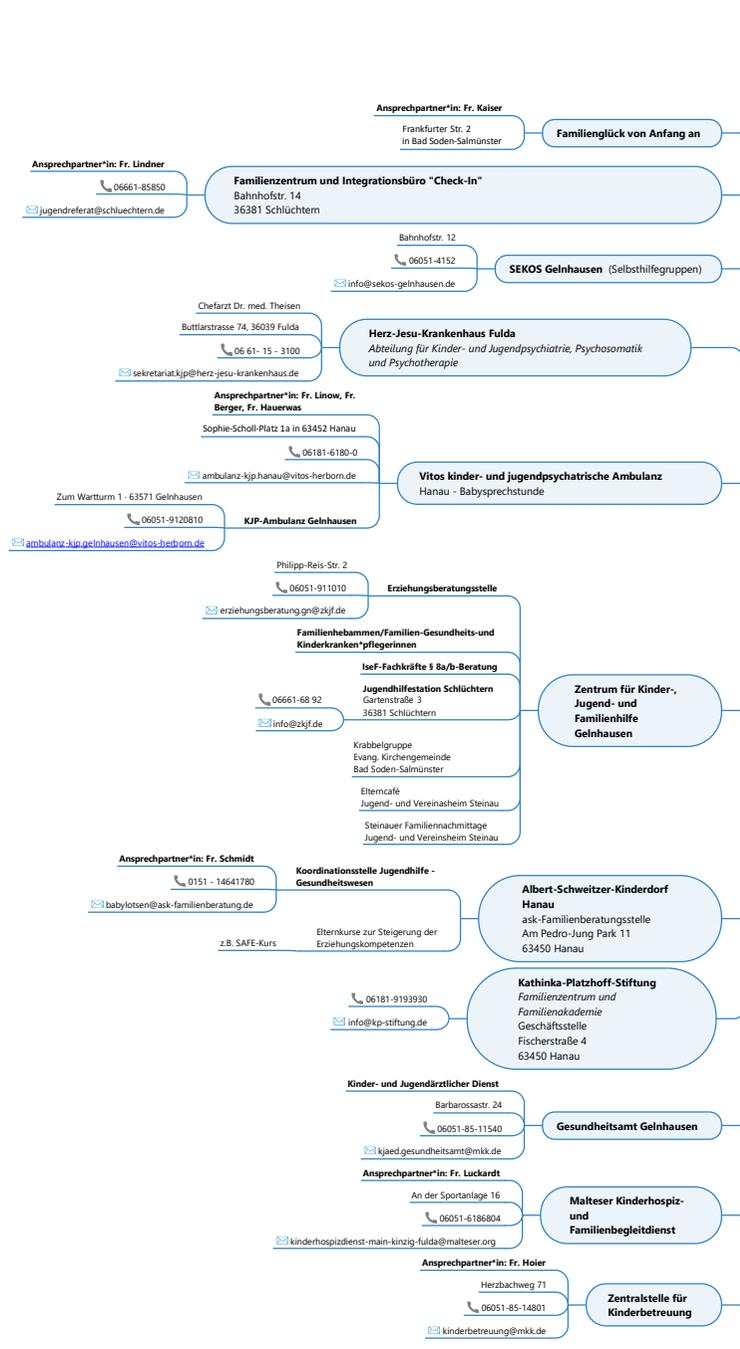 Ansprechpartner*in: Fr. Kaiser
Frankfurter Str. 2
in Bad Soden-Salmünster
Familienglück von Anfang an
Ansprechpartner*in: Fr. Lindner
06661-85850
jugendreferat@schluechtern.de
Familienzentrum und Integrationsbüro "Check-In"
Bahnhofstr. 14
36381 Schlüchtern
Bahnhofstr. 12
06051-4152
info@sekos-gelnhausen.de
SEKOS Gelnhausen (Selbsthilfegruppen)
Chefarzt Dr. med. Theisen
Buttlarstrasse 74, 36039 Fulda
06 61- 15 - 3100
sekretariat.kjp@herz-jesu-krankenhaus.de
Herz-Jesu-Krankenhaus Fulda
Abteilung für Kinder- und Jugendpsychiatrie, Psychosomatik
und Psychotherapie
Ansprechpartner*in: Fr. Linow, Fr.
Berger, Fr. Hauerwas
Sophie-Scholl-Platz 1a in 63452 Hanau
06181-6180-0
ambulanz-kjp.hanau@vitos-herborn.de
Zum Wartturm 1 · 63571 Gelnhausen
06051-9120810
ambulanz-kjp.gelnhausen@vitos-herborn.de
KJP-Ambulanz Gelnhausen
Vitos kinder- und jugendpsychatrische Ambulanz
Hanau - Babysprechstunde
Philipp-Reis-Str. 2
06051-911010
erziehungsberatung.gn@zkjf.de
Erziehungsberatungsstelle
Familienhebammen/Familien-Gesundheits-und
Kinderkranken*pflegerinnen
IseF-Fachkräfte § 8a/b-Beratung
06661-68 92
info@zkjf.de
Jugendhilfestation Schlüchtern
Gartenstraße 3
36381 Schlüchtern
Krabbelgruppe
Evang. Kirchengemeinde
Bad Soden-Salmünster
Elterncafé
Jugend- und Vereinasheim Steinau
Steinauer Familiennachmittage
Jugend- und Vereinsheim Steinau
Zentrum für Kinder-,
Jugend- und
Familienhilfe
Gelnhausen
Ansprechpartner*in: Fr. Schmidt
0151 - 14641780
babylotsen@ask-familienberatung.de
Koordinationsstelle Jugendhilfe -
Gesundheitswesen
z.B. SAFE-Kurs
Elternkurse zur Steigerung der
Erziehungskompetenzen
Albert-Schweitzer-Kinderdorf
Hanau
ask-Familienberatungsstelle
Am Pedro-Jung Park 11
63450 Hanau
06181-9193930
info@kp-stiftung.de
Kathinka-Platzhoff-Stiftung
Familienzentrum und
Familienakademie
Geschäftsstelle
Fischerstraße 4
63450 Hanau
Kinder- und Jugendärztlicher Dienst
Barbarossastr. 24
06051-85-11540
kjaed.gesundheitsamt@mkk.de
Gesundheitsamt Gelnhausen
Ansprechpartner*in: Fr. Luckardt
An der Sportanlage 16
06051-6186804
kinderhospizdienst-main-kinzig-fulda@malteser.org
Malteser Kinderhospiz-
und
Familienbegleitdienst
Ansprechpartner*in: Fr. Hoier
Herzbachweg 71
06051-85-14801
kinderbetreuung@mkk.de
Zentralstelle für
Kinderbetreuung